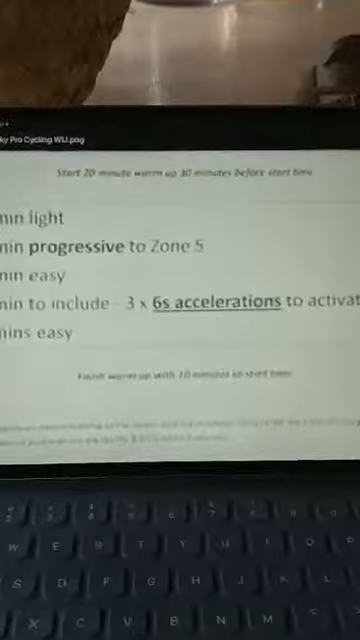 ky Pro Cycling WU.png
Start 20 minute warm up 30 minutes before start time
min light
min progressive to Zone 5
min easy
min to include - 3 x 6s accelerations to activat
mins easy
Finish warm up with 10 minutes to start time
W E R T Y U I O P
S D F G H J K L
X C V B N M